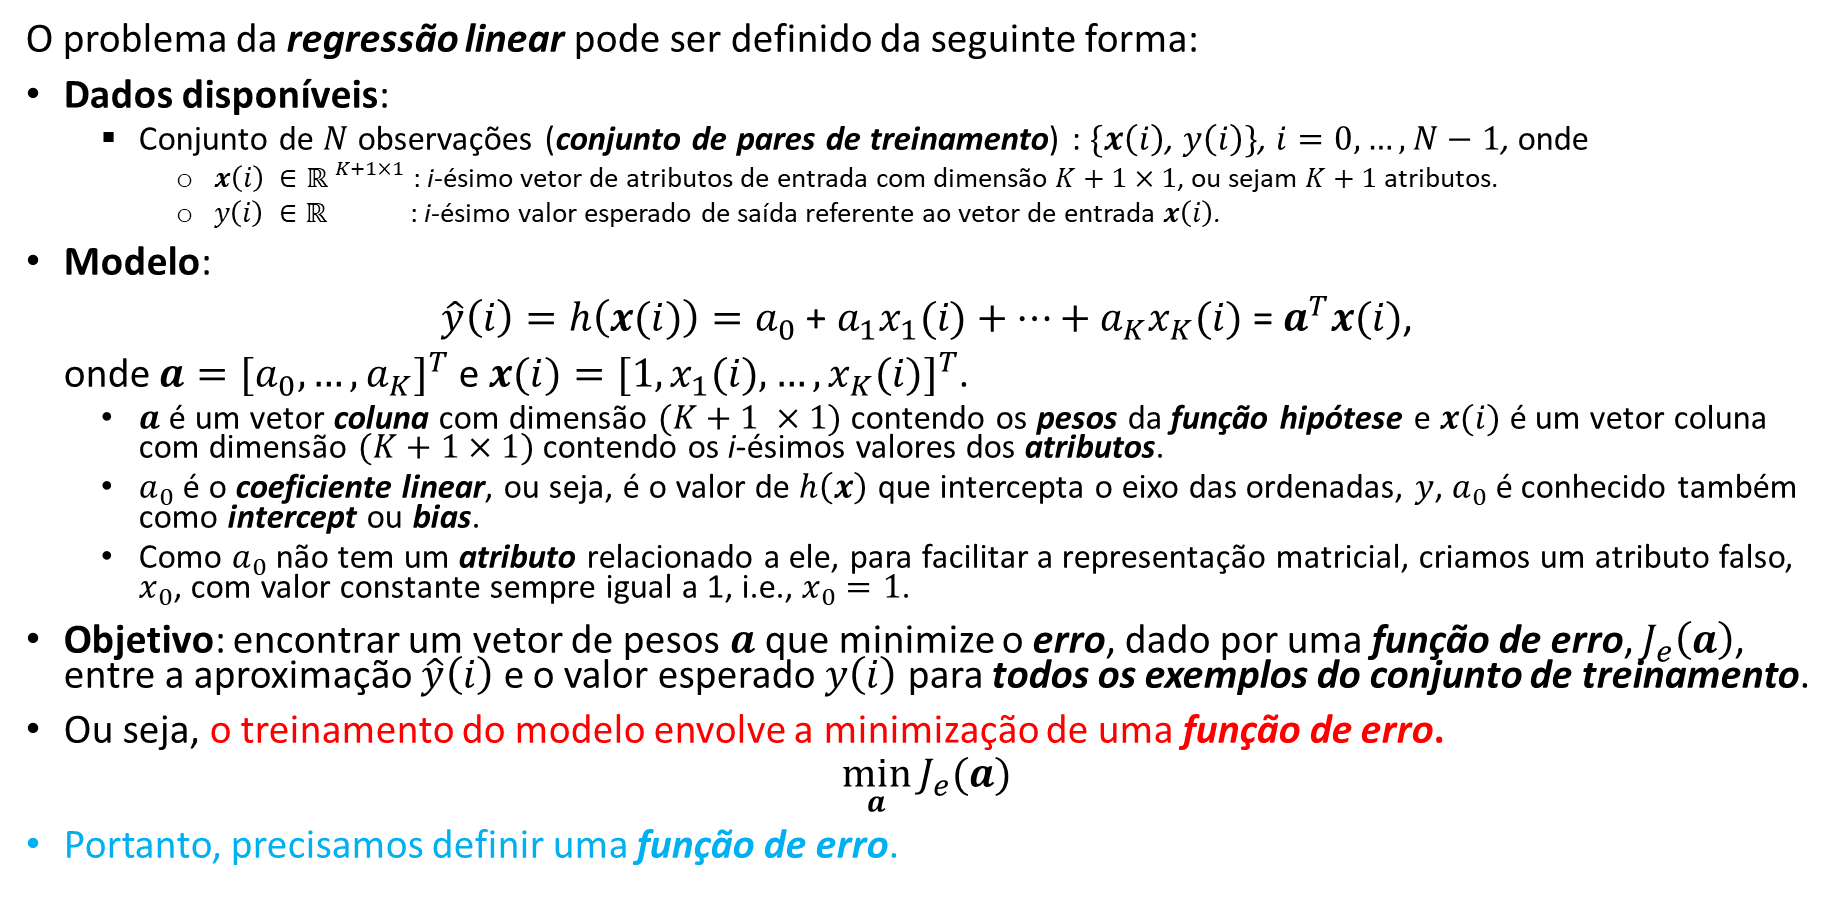 O problema da regressão linear pode ser definido da seguinte forma:
• Dados disponíveis:
▪ Conjunto de N observações (conjunto de pares de treinamento) : {x(i), y(i)}, i = 0, … , N − 1, onde
○ x(i) ∈ ℝ^{K+1×1} : i-ésimo vetor de atributos de entrada com dimensão K + 1 × 1, ou sejam K + 1 atributos.
○ y(i) ∈ ℝ : i-ésimo valor esperado de saída referente ao vetor de entrada x(i).
• Modelo:
ŷ(i) = h(x(i)) = a₀ + a₁x₁(i) + ⋯ + a_K x_K(i) = aᵀx(i),
onde a = [a₀, … , a_K]ᵀ e x(i) = [1, x₁(i), … , x_K(i)]ᵀ.
• a é um vetor coluna com dimensão (K + 1 × 1) contendo os pesos da função hipótese e x(i) é um vetor coluna
com dimensão (K + 1 × 1) contendo os i-ésimos valores dos atributos.
• a₀ é o coeficiente linear, ou seja, é o valor de h(x) que intercepta o eixo das ordenadas, y, a₀ é conhecido também
como intercept ou bias.
• Como a₀ não tem um atributo relacionado a ele, para facilitar a representação matricial, criamos um atributo falso,
x₀, com valor constante sempre igual a 1, i.e., x₀ = 1.
• Objetivo: encontrar um vetor de pesos a que minimize o erro, dado por uma função de erro, Jₑ(a),
entre a aproximação ŷ(i) e o valor esperado y(i) para todos os exemplos do conjunto de treinamento.
• Ou seja, o treinamento do modelo envolve a minimização de uma função de erro.
min Jₑ(a)
a
• Portanto, precisamos definir uma função de erro.